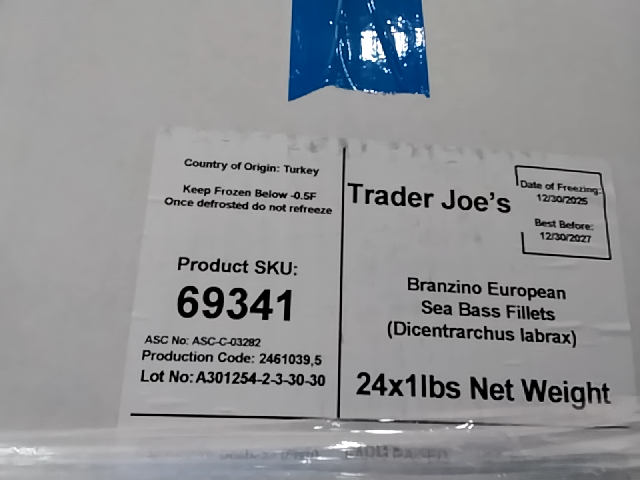 Country of Origin: Turkey
Keep Frozen Below -0.5F
Once defrosted do not refreeze
Product SKU:
69341
ASC No: ASC-C-03282
Production Code: 2461039,5
Lot No: A301254-2-3-30-30
Trader Joe's
Date of Freezing:
12/30/2025
Best Before:
12/30/2027
Branzino European
Sea Bass Fillets
(Dicentrarchus labrax)
24x1lbs Net Weight